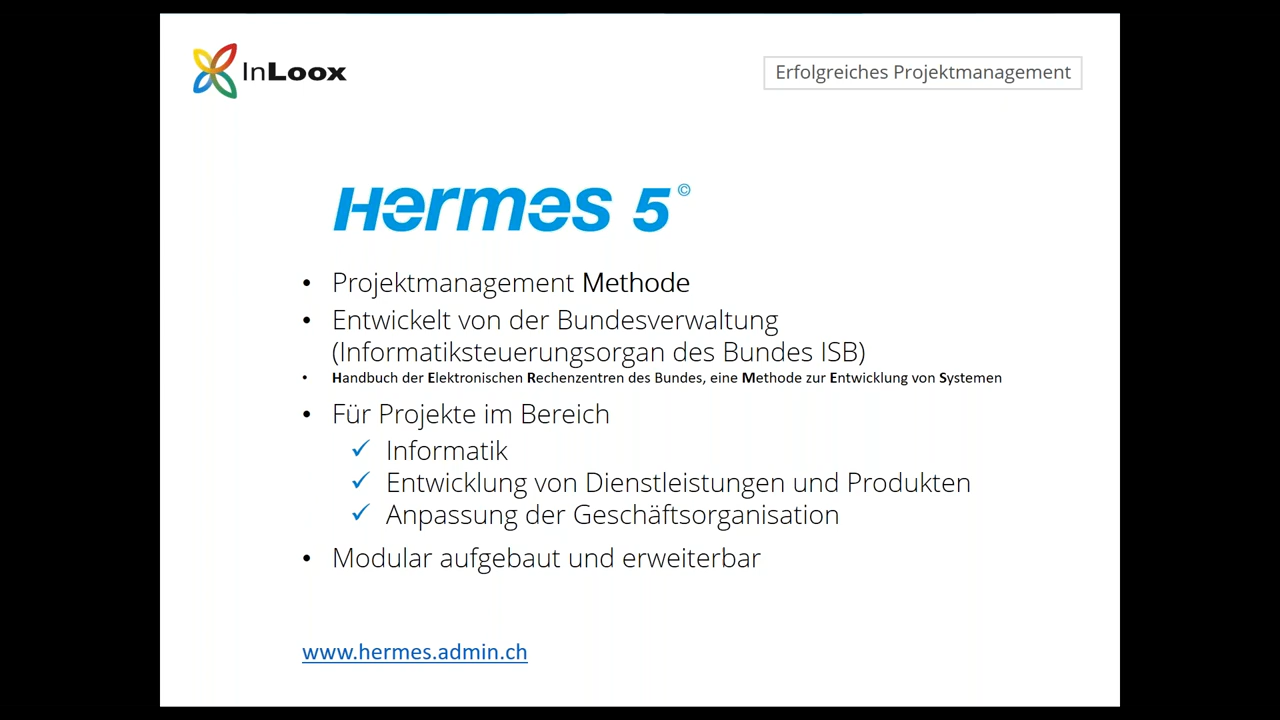 InLoox
Erfolgreiches Projektmanagement
Hermes 5 ©
• Projektmanagement Methode
• Entwickelt von der Bundesverwaltung
(Informatiksteuerungsorgan des Bundes ISB)
• Handbuch der Elektronischen Rechenzentren des Bundes, eine Methode zur Entwicklung von Systemen
• Für Projekte im Bereich
✓ Informatik
✓ Entwicklung von Dienstleistungen und Produkten
✓ Anpassung der Geschäftsorganisation
• Modular aufgebaut und erweiterbar
www.hermes.admin.ch